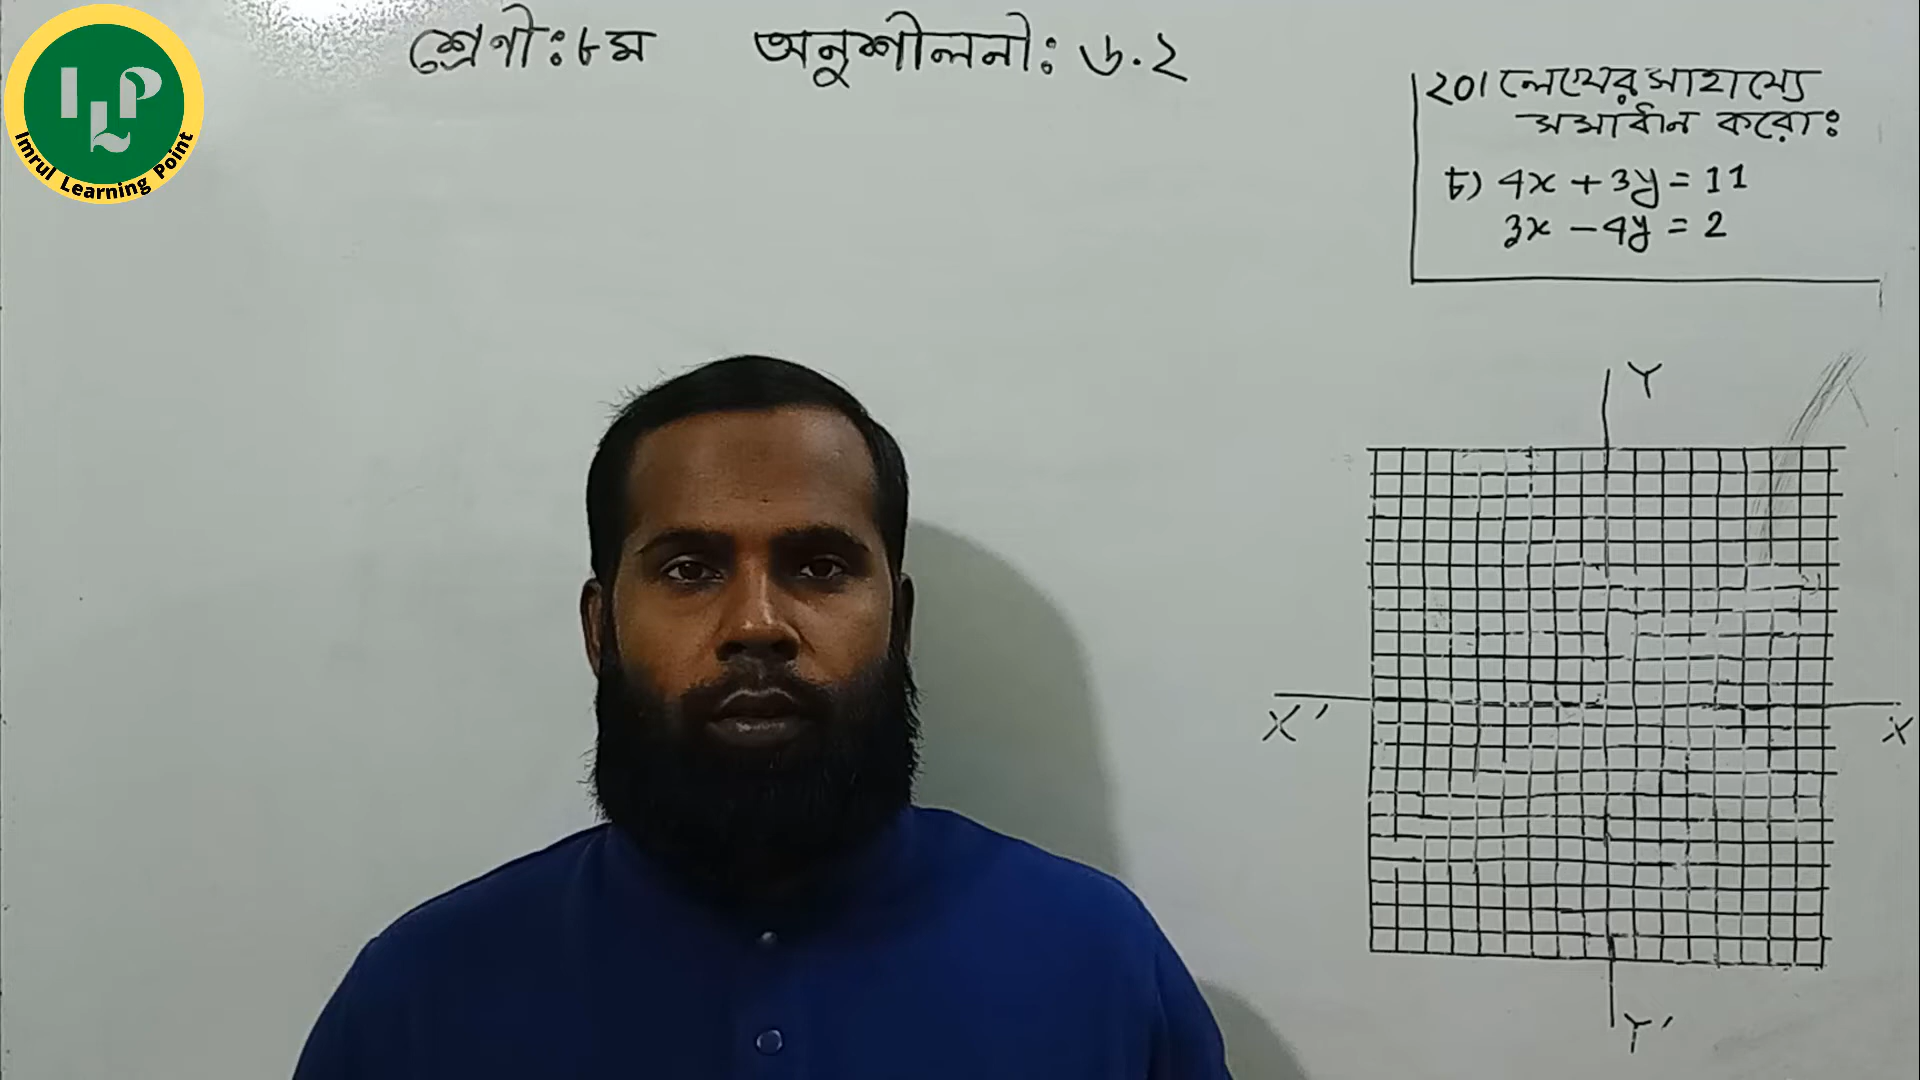 ILP
Imrul Learning Point
শ্রেণী: ৮ম অনুশীলনী: ৬.২
২০। লেখের সাহায্যে
সমাধান করো:
চ) 4x + 3y = 11
3x - 4y = 2
Y
X' X
Y'